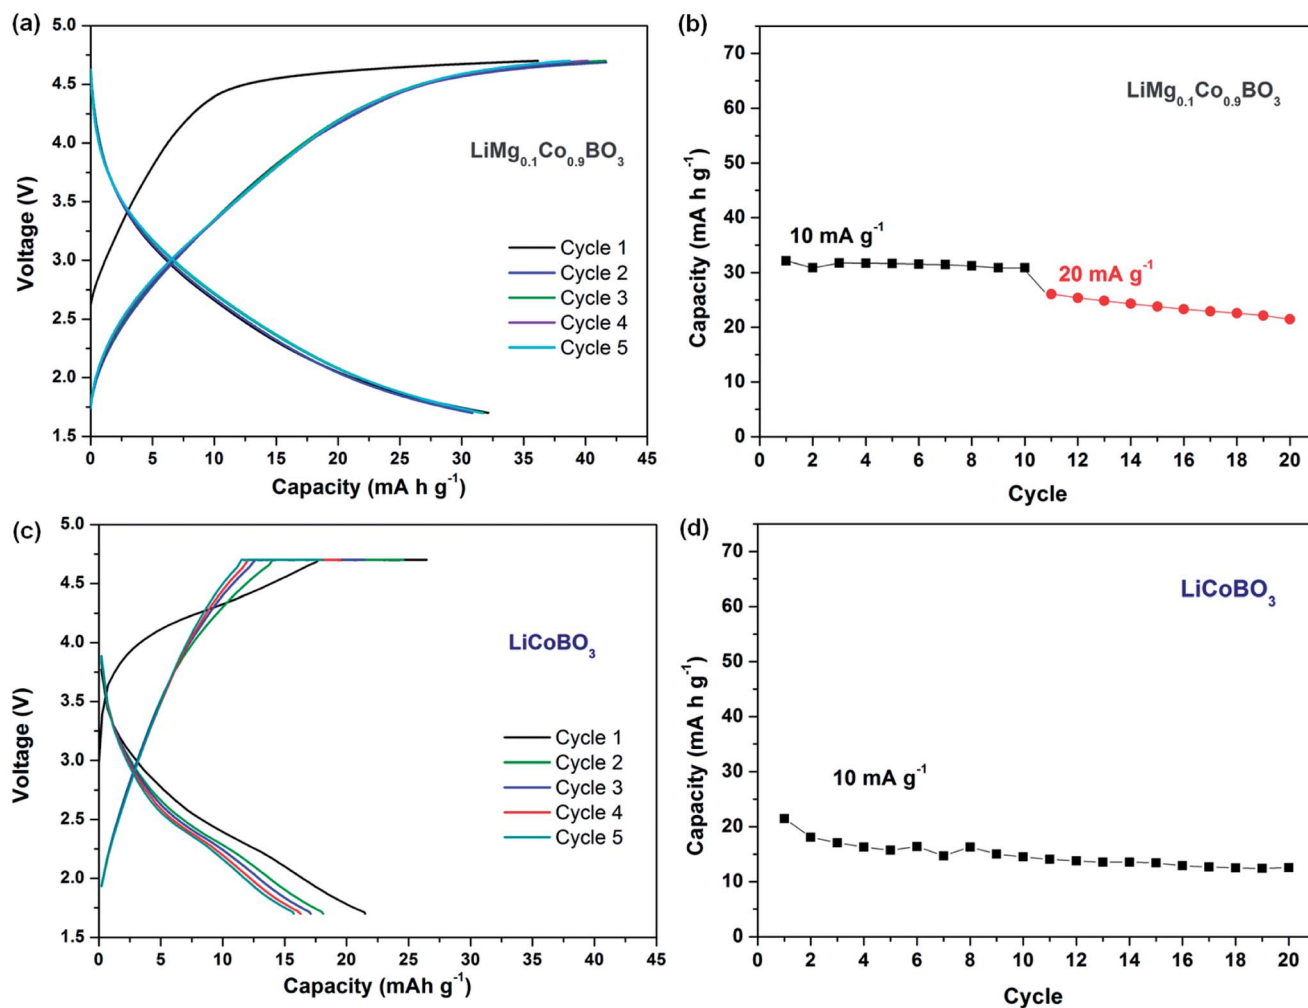 (a)
5.0
4.5
4.0
3.5
3.0
2.5
2.0
1.5
Voltage (V)
LiMg0.1Co0.9BO3
Cycle 1
Cycle 2
Cycle 3
Cycle 4
Cycle 5
0 5 10 15 20 25 30 35 40 45
Capacity (mA h g-1)
(b)
70
60
50
40
30
20
10
0
Capacity (mA h g-1)
LiMg0.1Co0.9BO3
10 mA g-1
20 mA g-1
0 2 4 6 8 10 12 14 16 18 20
Cycle
(c)
5.0
4.5
4.0
3.5
3.0
2.5
2.0
1.5
Voltage (V)
LiCoBO3
Cycle 1
Cycle 2
Cycle 3
Cycle 4
Cycle 5
0 5 10 15 20 25 30 35 40 45
Capacity (mAh g-1)
(d)
70
60
50
40
30
20
10
0
Capacity (mA h g-1)
LiCoBO3
10 mA g-1
0 2 4 6 8 10 12 14 16 18 20
Cycle